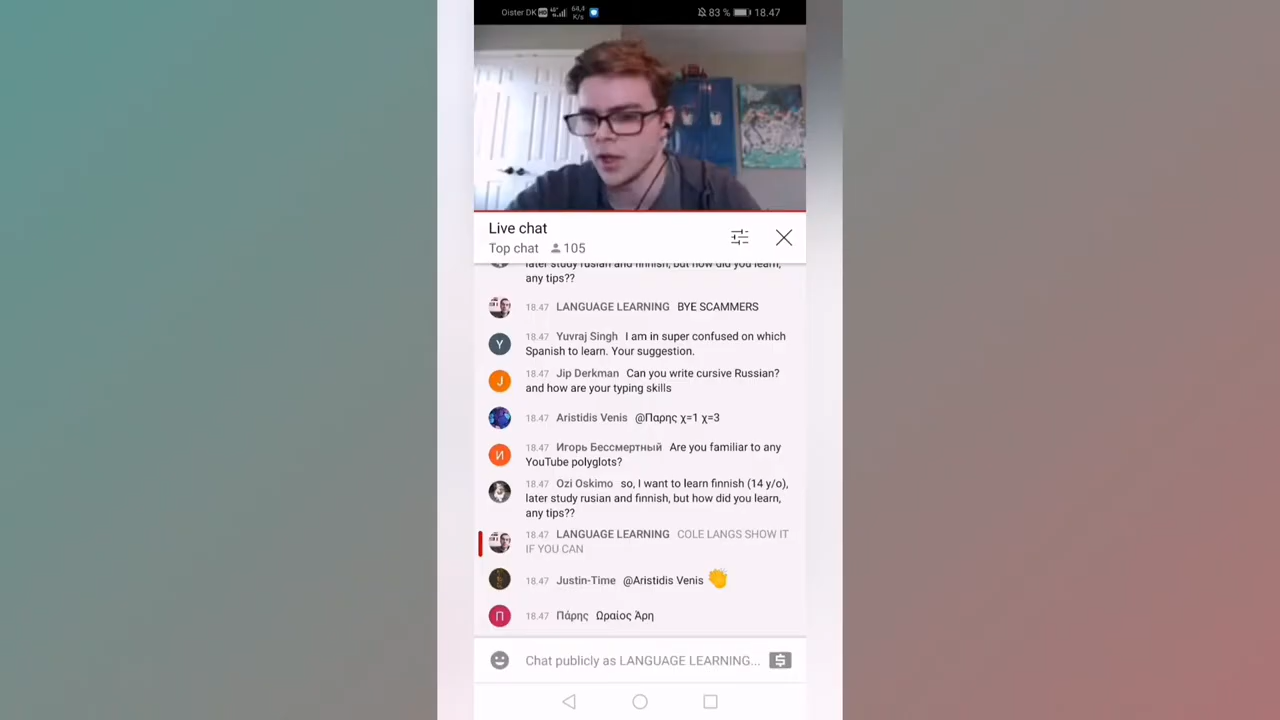 Oister DK HD 4G 64,4 K/s 83 % 18.47
Live chat
Top chat 105
later study rusian and finnish, but how did you learn,
any tips??
18.47 LANGUAGE LEARNING BYE SCAMMERS
Y 18.47 Yuvraj Singh I am in super confused on which
Spanish to learn. Your suggestion.
J 18.47 Jip Derkman Can you write cursive Russian?
and how are your typing skills
18.47 Aristidis Venis @Παρης χ=1 χ=3
И 18.47 Игорь Бессмертный Are you familiar to any
YouTube polyglots?
18.47 Ozi Oskimo so, I want to learn finnish (14 y/o),
later study rusian and finnish, but how did you learn,
any tips??
18.47 LANGUAGE LEARNING COLE LANGS SHOW IT
IF YOU CAN
18.47 Justin-Time @Aristidis Venis
Π 18.47 Πάρης Ωραίος Άρη
Chat publicly as LANGUAGE LEARNING...